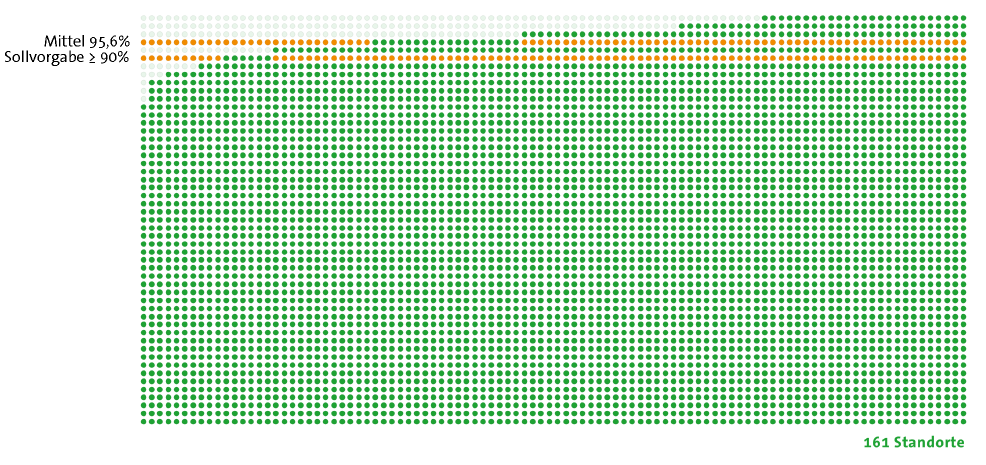 Mittel 95,6%
Sollvorgabe ≥ 90%
161 Standorte